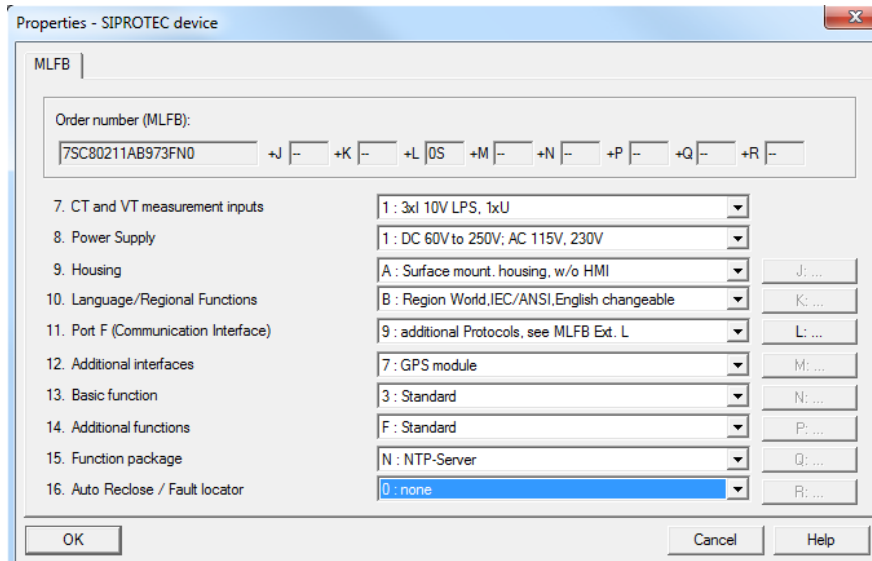 Properties - SIPROTEC device
MLFB
Order number (MLFB):
7SC80211AB973FN0 +J -- +K -- +L 0S +M -- +N -- +P -- +Q -- +R --
7. CT and VT measurement inputs 1 : 3xI 10V LPS, 1xU
8. Power Supply 1 : DC 60V to 250V; AC 115V, 230V
9. Housing A : Surface mount. housing, w/o HMI J: ...
10. Language/Regional Functions B : Region World,IEC/ANSI,English changeable K: ...
11. Port F (Communication Interface) 9 : additional Protocols, see MLFB Ext. L L: ...
12. Additional interfaces 7 : GPS module M: ...
13. Basic function 3 : Standard N: ...
14. Additional functions F : Standard P: ...
15. Function package N : NTP-Server Q: ...
16. Auto Reclose / Fault locator 0 : none R: ...
OK Cancel Help